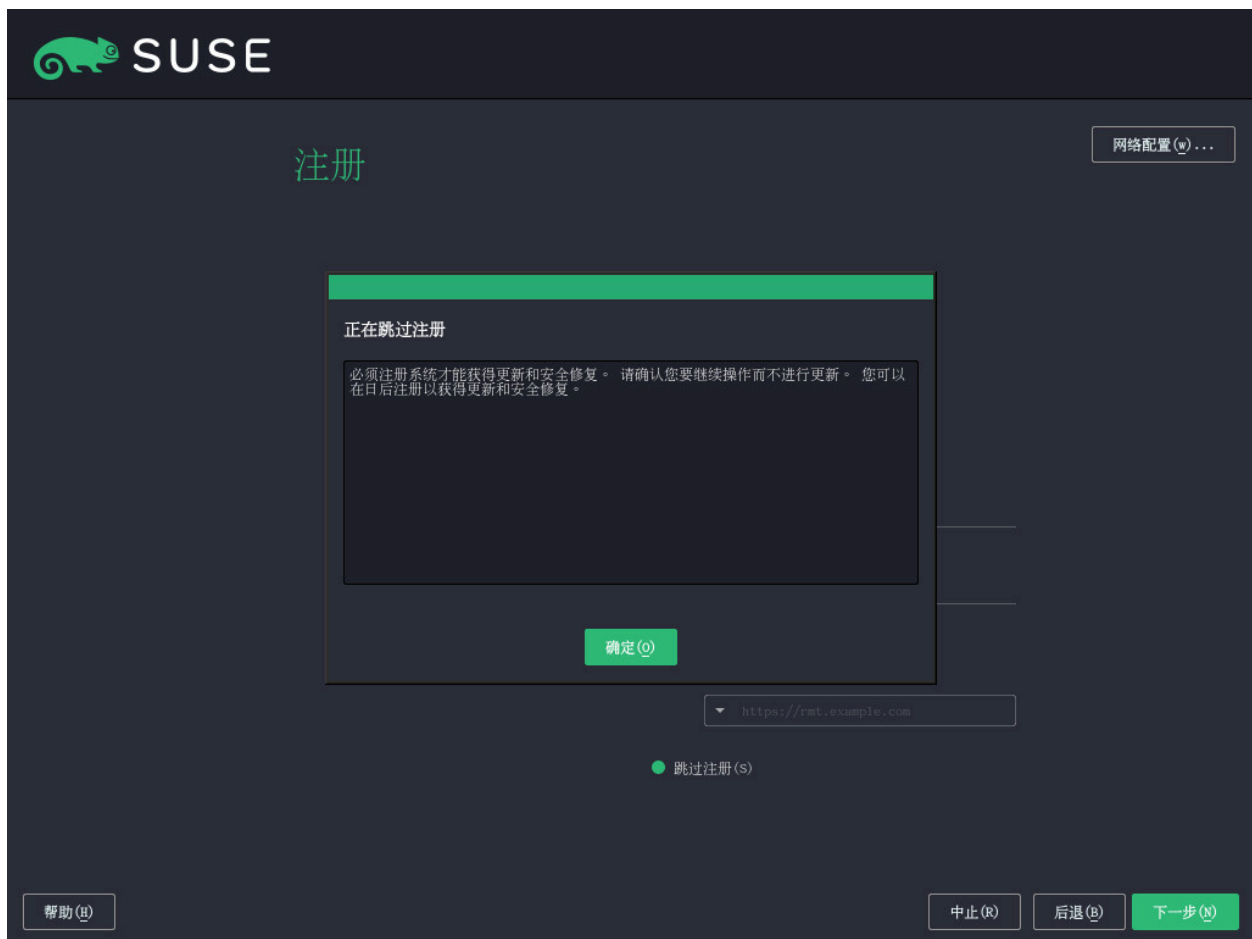 SUSE
网络配置(w)...
注册
正在跳过注册
必须注册系统才能获得更新和安全修复。 请确认您要继续操作而不进行更新。 您可以
在日后注册以获得更新和安全修复。
确定(O)
https://rmt.example.com
跳过注册(S)
帮助(H)
中止(R)
后退(B)
下一步(N)